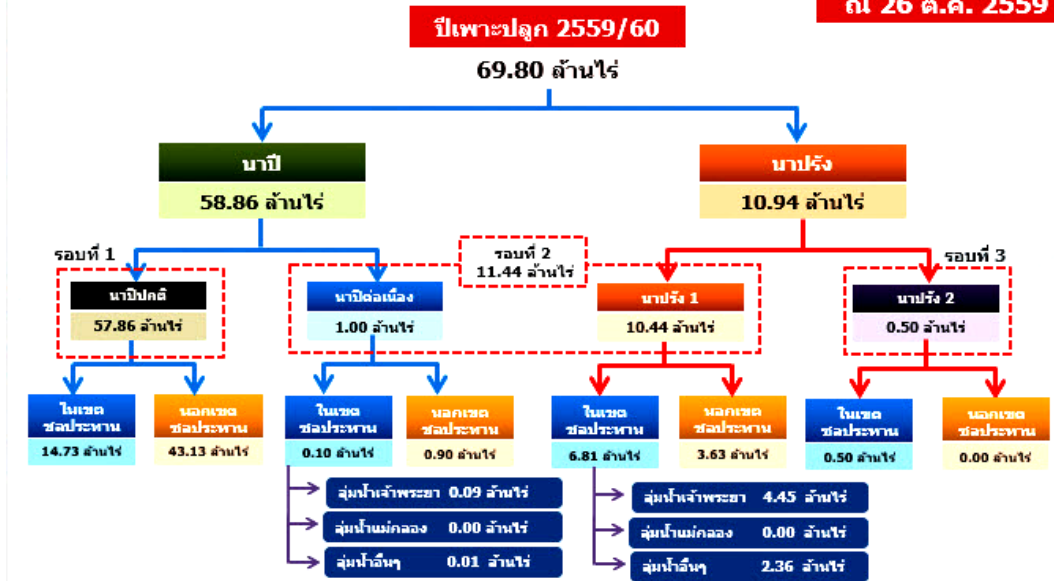 ณ 26 ต.ค. 2559
ปีเพาะปลูก 2559/60
69.80 ล้านไร่
นาปี
นาปรัง
58.86 ล้านไร่
10.94 ล้านไร่
รอบที่ 1
รอบที่ 2
11.44 ล้านไร่
รอบที่ 3
นาปีปกติ
นาปีต่อเนื่อง
นาปรัง 1
นาปรัง 2
57.86 ล้านไร่
1.00 ล้านไร่
10.44 ล้านไร่
0.50 ล้านไร่
ในเขต
ชลประทาน
14.73 ล้านไร่
นอกเขต
ชลประทาน
43.13 ล้านไร่
ในเขต
ชลประทาน
0.10 ล้านไร่
นอกเขต
ชลประทาน
0.90 ล้านไร่
ในเขต
ชลประทาน
6.81 ล้านไร่
นอกเขต
ชลประทาน
3.63 ล้านไร่
ในเขต
ชลประทาน
0.50 ล้านไร่
นอกเขต
ชลประทาน
0.00 ล้านไร่
ลุ่มน้ำเจ้าพระยา 0.09 ล้านไร่
ลุ่มน้ำแม่กลอง 0.00 ล้านไร่
ลุ่มน้ำอื่นๆ 0.01 ล้านไร่
ลุ่มน้ำเจ้าพระยา 4.45 ล้านไร่
ลุ่มน้ำแม่กลอง 0.00 ล้านไร่
ลุ่มน้ำอื่นๆ 2.36 ล้านไร่